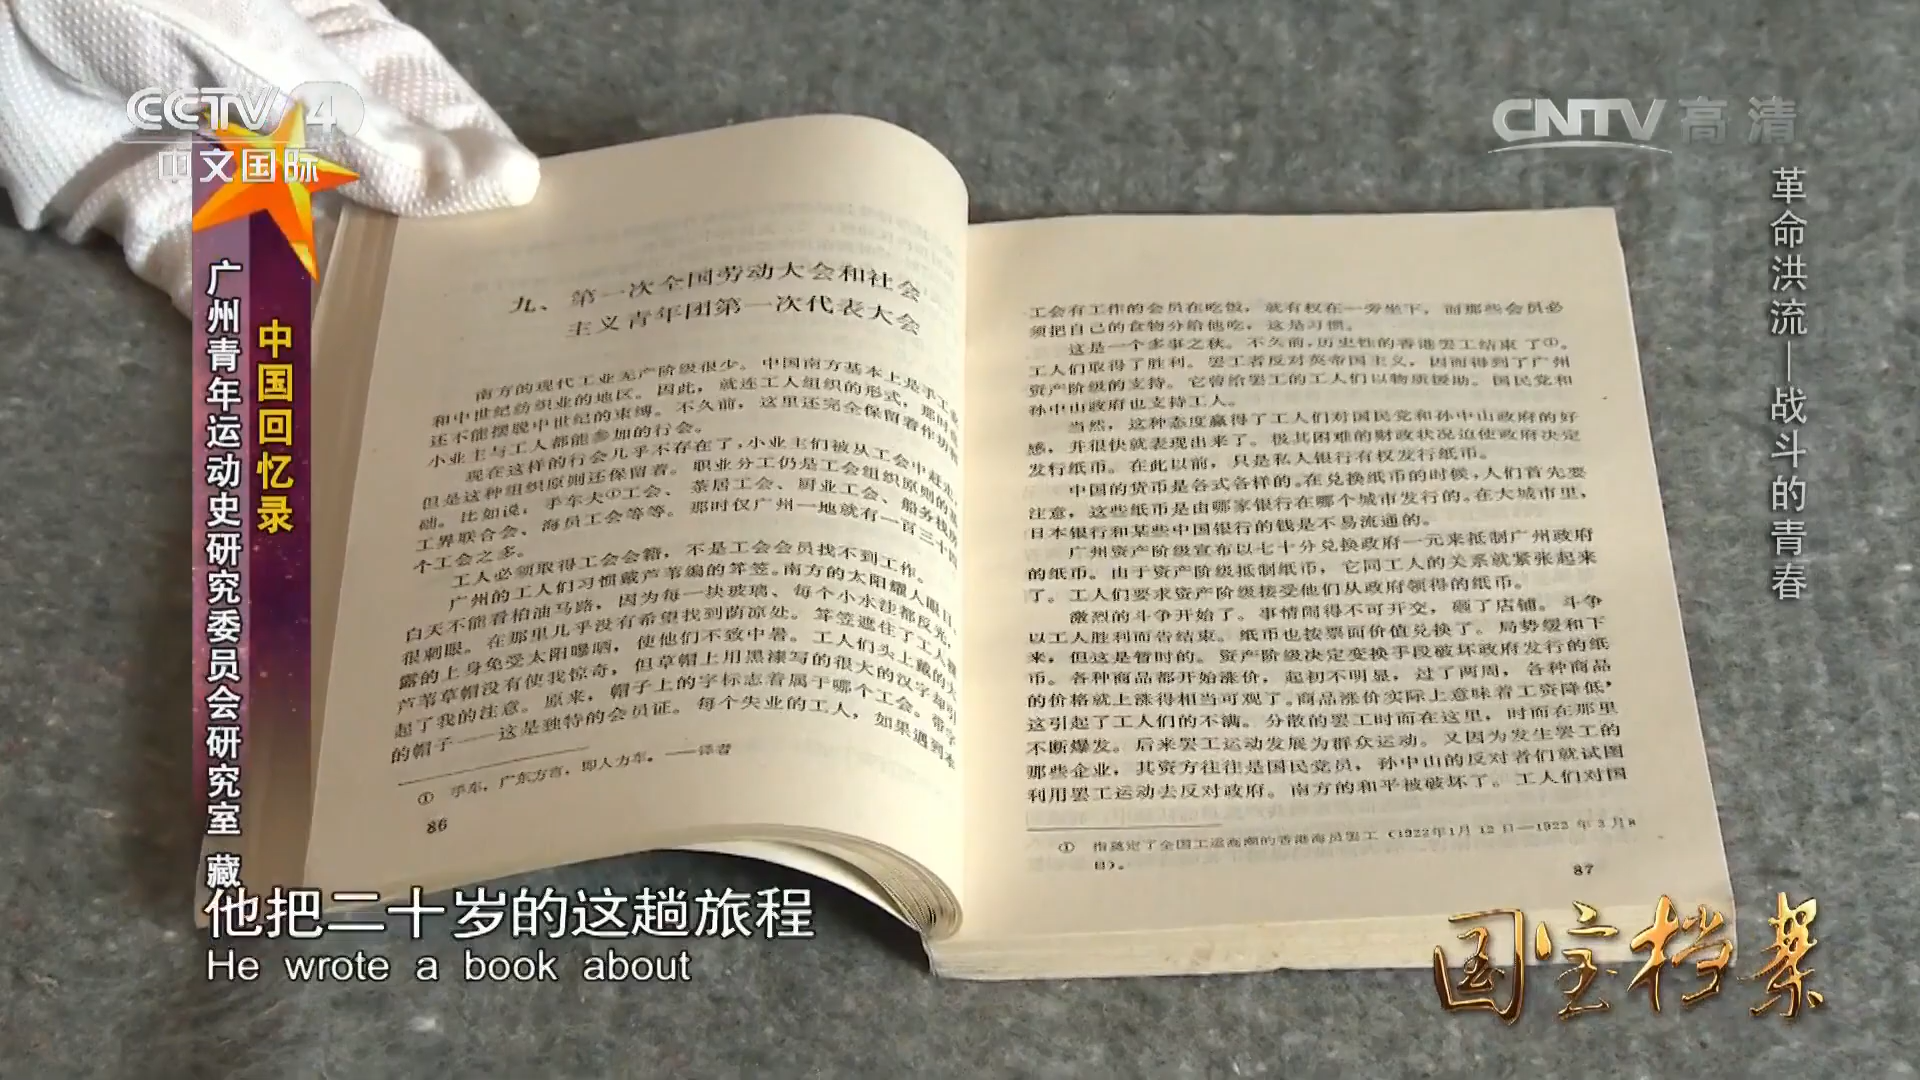 CCTV 4
中文国际
CNTV 高清
革命洪流—战斗的青春
中国回忆录
广州青年运动史研究委员会研究室 藏
九、第一次全国劳动大会和社会
主义青年团第一次代表大会
南方的现代工业无产阶级很少。中国南方基本上是手工业
和中世纪纺织业的地区。因此，就连工人组织的形式，那时
还不能摆脱中世纪的束缚。不久前，这里还完全保留着作坊
小业主与工人都能参加的行会。
现在这样的行会几乎不存在了，小业主们被从工会中赶走，
但是这种组织原则还保留着。职业分工仍是工会组织原则的基
础。比如说：手车夫①工会、茶居工会、厨业工会、船务栈房
工界联合会、海员工会等等。那时仅广州一地就有一百三十
个工会之多。
工人必须取得工会会籍，不是工会会员找不到工作。
广州的工人们习惯戴芦苇编的笠。南方的太阳耀人眼目，
白天不能看柏油马路，因为每一块玻璃、每个小水洼都反光，
很刺眼。在那里几乎没有希望找到荫凉处。笠遮住了工人裸
露的上身免受太阳曝晒，使他们不致中暑。工人们头上戴的大
芦苇草帽没有使我惊奇，但草帽上用黑漆写的很大的汉字却引
起了我的注意。原来，帽子上的字标志着属于哪个工会。带字
的帽子——这是独特的会员证。每个失业的工人，如果遇到在
① 手车，广东方言，即人力车。——译者
86
工会有工作的会员在吃饭，就有权在一旁坐下，而那些会员必
须把自己的食物分给他吃，这是习惯。
这是一个多事之秋。不久前，历史性的香港罢工结束了①。
工人们取得了胜利。罢工者反对英帝国主义，因而得到了广州
资产阶级的支持。它曾给罢工的工人们以物质援助。国民党和
孙中山政府也支持工人。
当然，这种态度赢得了工人们对国民党和孙中山政府的好
感，并很快就表现出来了。极其困难的财政状况迫使政府决定
发行纸币。在此以前，只是私人银行有权发行纸币。
中国的货币是各式各样的。在兑换纸币的时候，人们首先要
注意，这些纸币是由哪家银行在哪个城市发行的。在大城市里，
日本银行和某些中国银行的钱是不易流通的。
广州资产阶级宣布以七十分兑换政府一元来抵制广州政府
的纸币。由于资产阶级抵制纸币，它同工人的关系就紧张起来
了。工人们要求资产阶级接受他们从政府领得的纸币。
激烈的斗争开始了。事情闹得不可开交，砸了店铺。斗争
以工人胜利而告结束。纸币也按票面价值兑换了。局势缓和下
来，但这是暂时的。资产阶级决定变换手段破坏政府发行的纸
币。各种商品都开始涨价，起初不明显，过了两周，各种商品
的价格就上涨得相当可观了。商品涨价实际上意味着工资降低，
这引起了工人们的不满。分散的罢工时而在这里，时而在那里
不断爆发。后来罢工运动发展为群众运动。又因为发生罢工的
那些企业，其资方往往是国民党员，孙中山的反对者们就试图
利用罢工运动去反对政府。南方的和平被破坏了。工人们对国
① 指奠定了全国工运高潮的香港海员罢工（1922年1月12日—1922年3月8
日）。
87
他把二十岁的这趟旅程
He wrote a book about
国宝档案